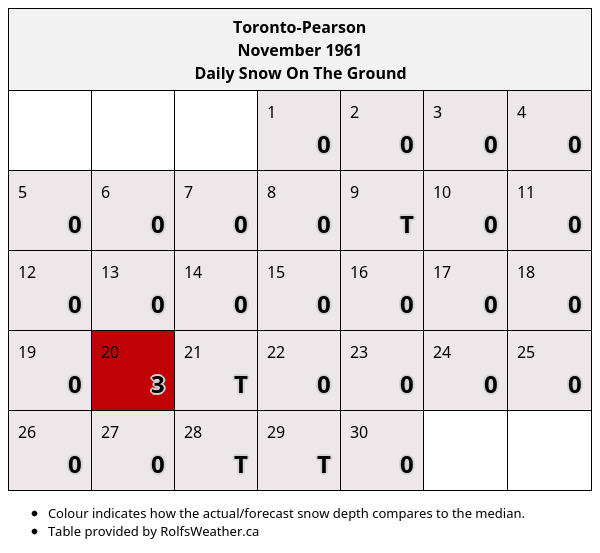 Toronto-Pearson
November 1961
Daily Snow On The Ground
1 2 3 4
0 0 0 0
5 6 7 8 9 10 11
0 0 0 0 T 0 0
12 13 14 15 16 17 18
0 0 0 0 0 0 0
19 20 21 22 23 24 25
0 3 T 0 0 0 0
26 27 28 29 30
0 0 T T 0
• Colour indicates how the actual/forecast snow depth compares to the median.
• Table provided by RolfsWeather.ca